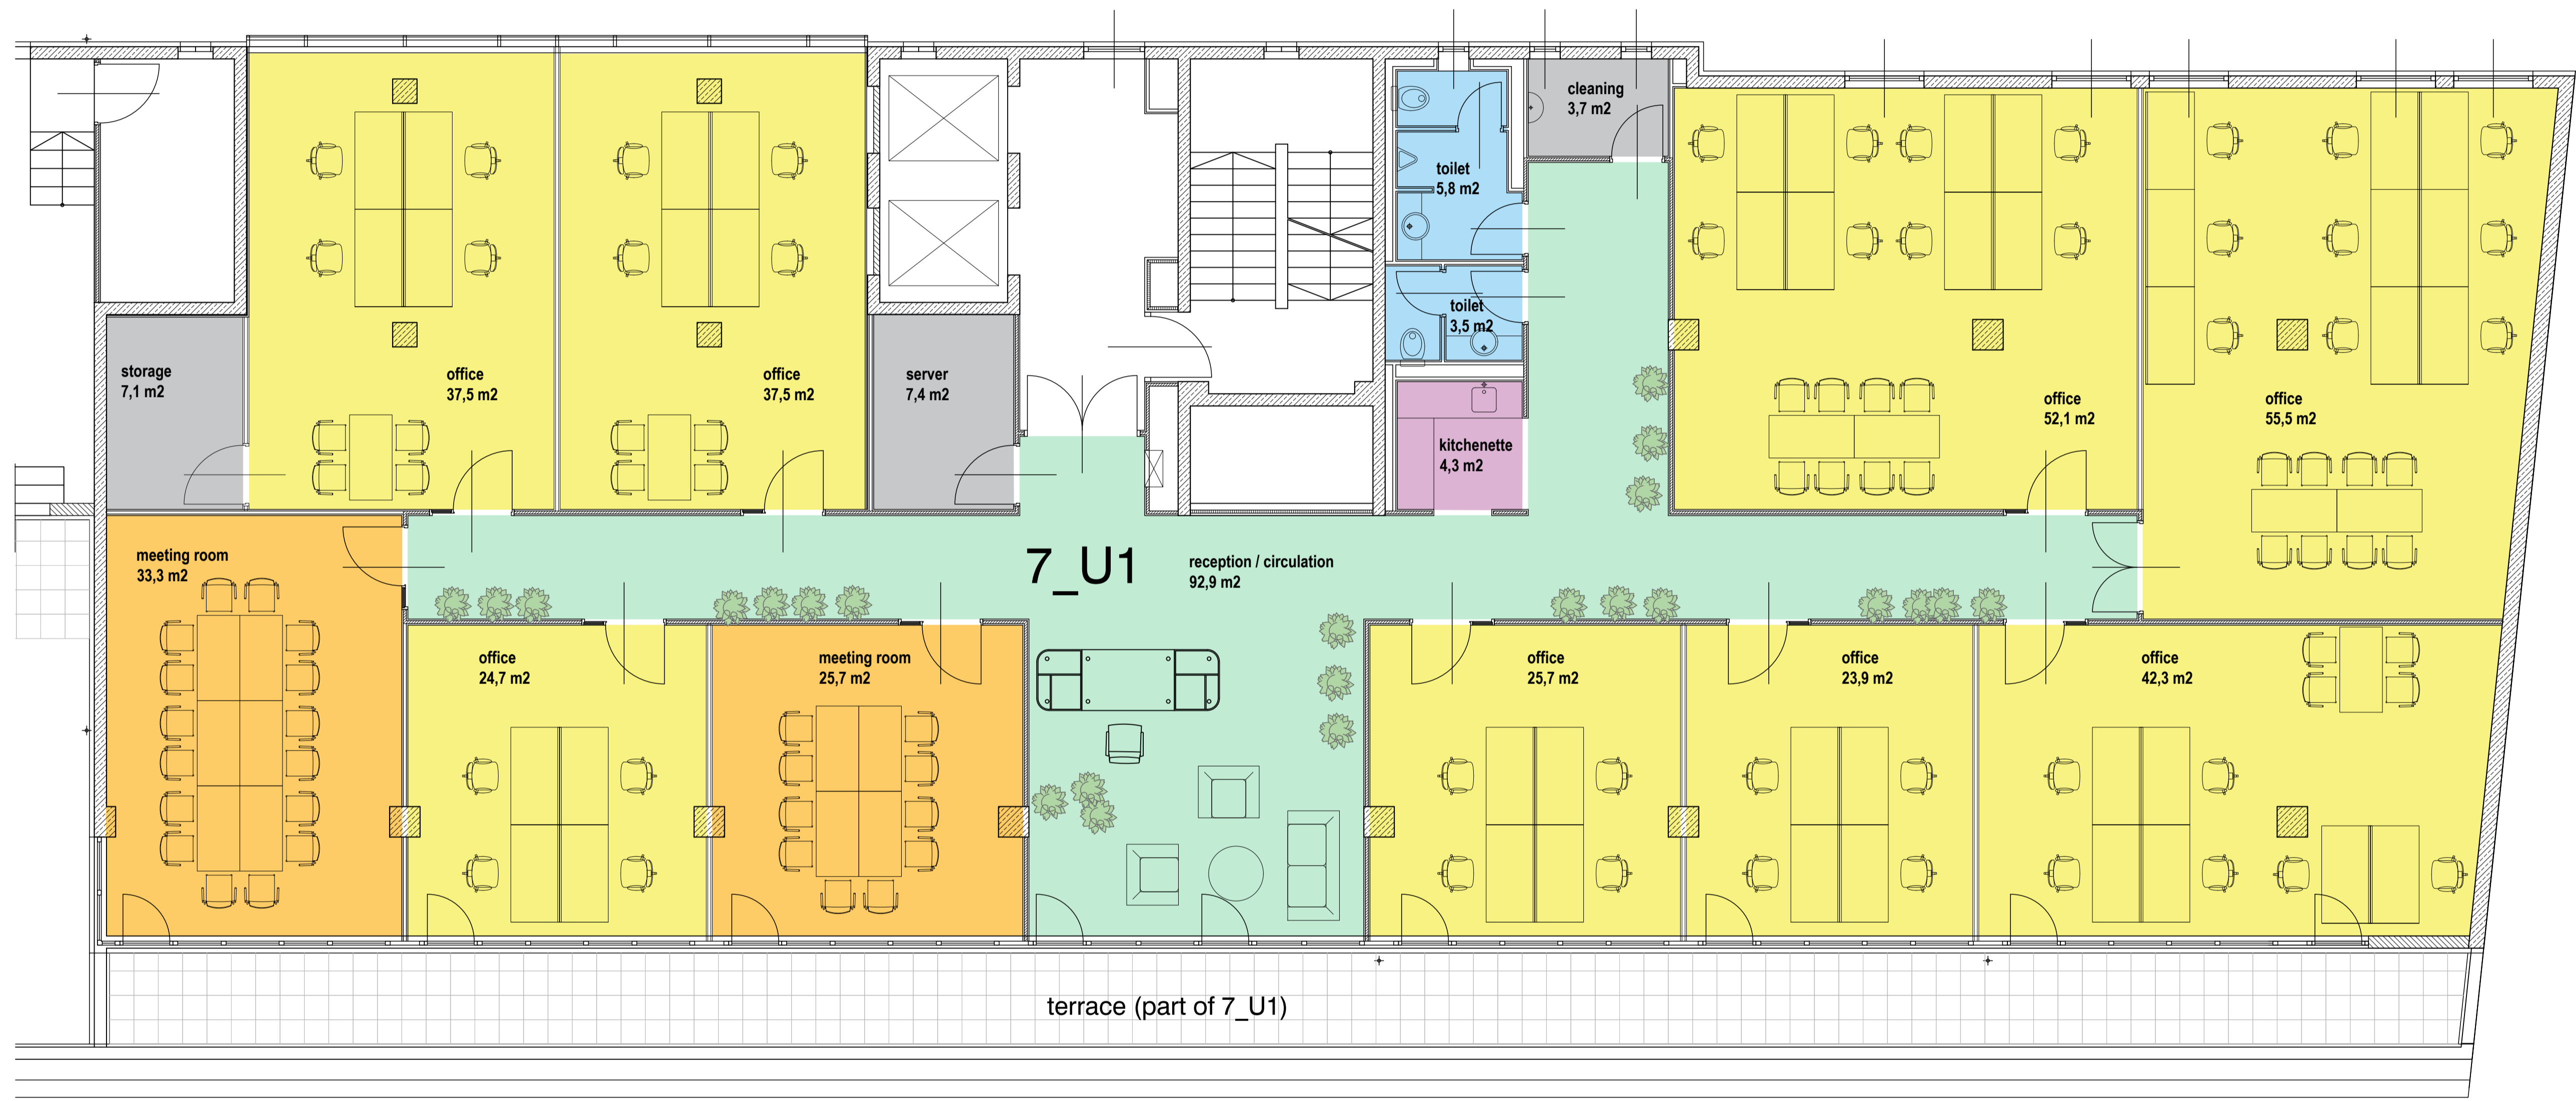 cleaning
3,7 m2
toilet
5,8 m2
toilet
3,5 m2
storage
7,1 m2
office
37,5 m2
office
37,5 m2
server
7,4 m2
kitchenette
4,3 m2
office
52,1 m2
office
55,5 m2
meeting room
33,3 m2
7_U1
reception / circulation
92,9 m2
office
24,7 m2
meeting room
25,7 m2
office
25,7 m2
office
23,9 m2
office
42,3 m2
terrace (part of 7_U1)